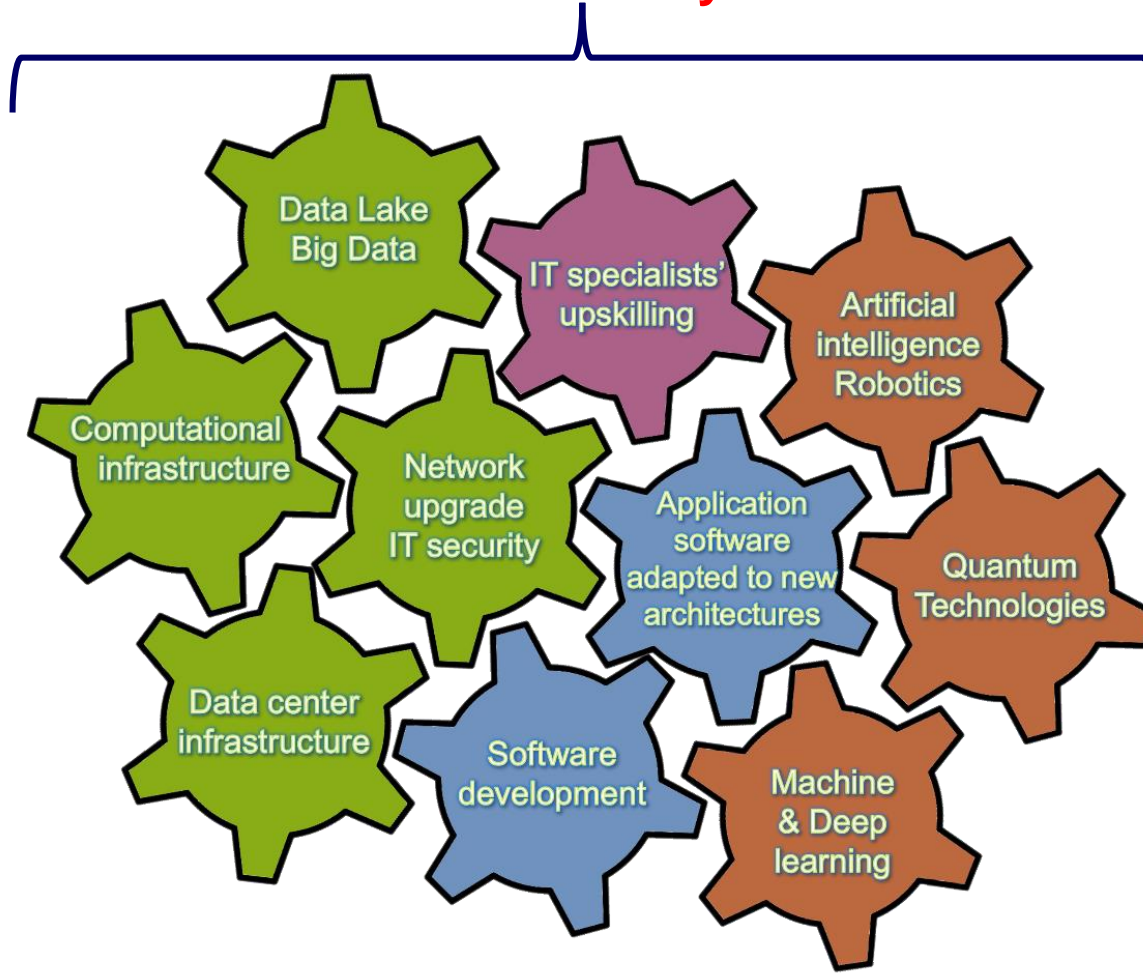 Data Lake
Big Data
IT specialists’
upskilling
Artificial
intelligence
Robotics
Computational
infrastructure
Network
upgrade
IT security
Application
software
adapted to new
architectures
Quantum
Technologies
Data center
infrastructure
Software
development
Machine
& Deep
learning